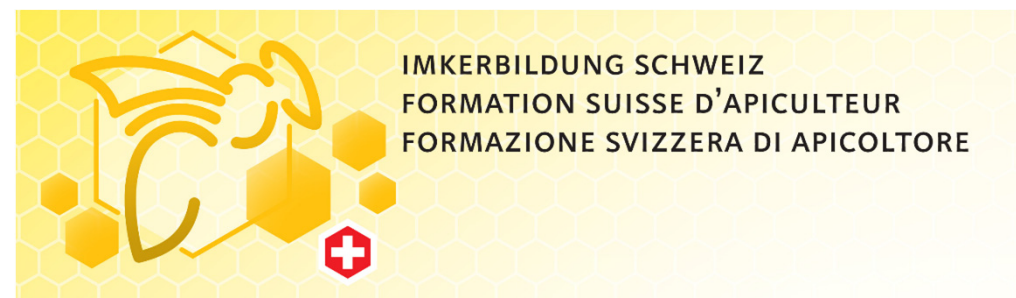 IMKERBILDUNG SCHWEIZ
FORMATION SUISSE D'APICULTEUR
FORMAZIONE SVIZZERA DI APICOLTORE